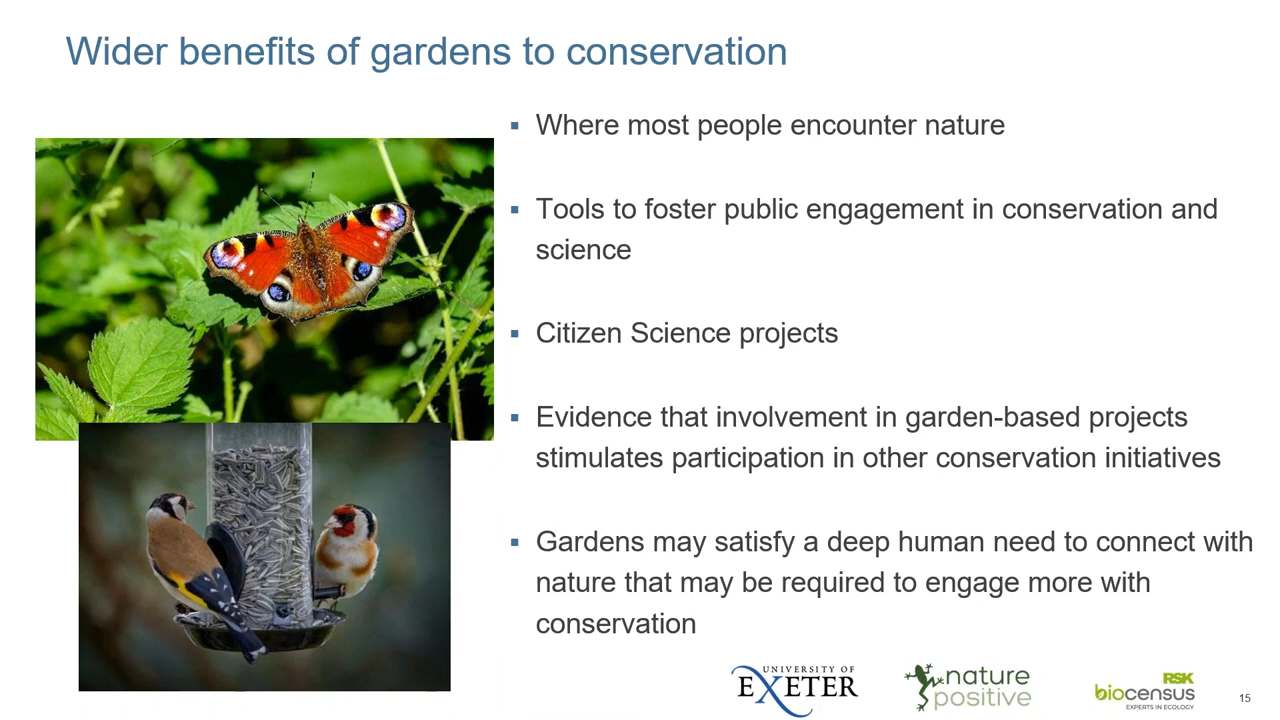 Wider benefits of gardens to conservation
▪ Where most people encounter nature
▪ Tools to foster public engagement in conservation and
science
▪ Citizen Science projects
▪ Evidence that involvement in garden-based projects
stimulates participation in other conservation initiatives
▪ Gardens may satisfy a deep human need to connect with
nature that may be required to engage more with
conservation
UNIVERSITY OF
EXETER
nature
positive
RSK
biocensus
EXPERTS IN ECOLOGY
15